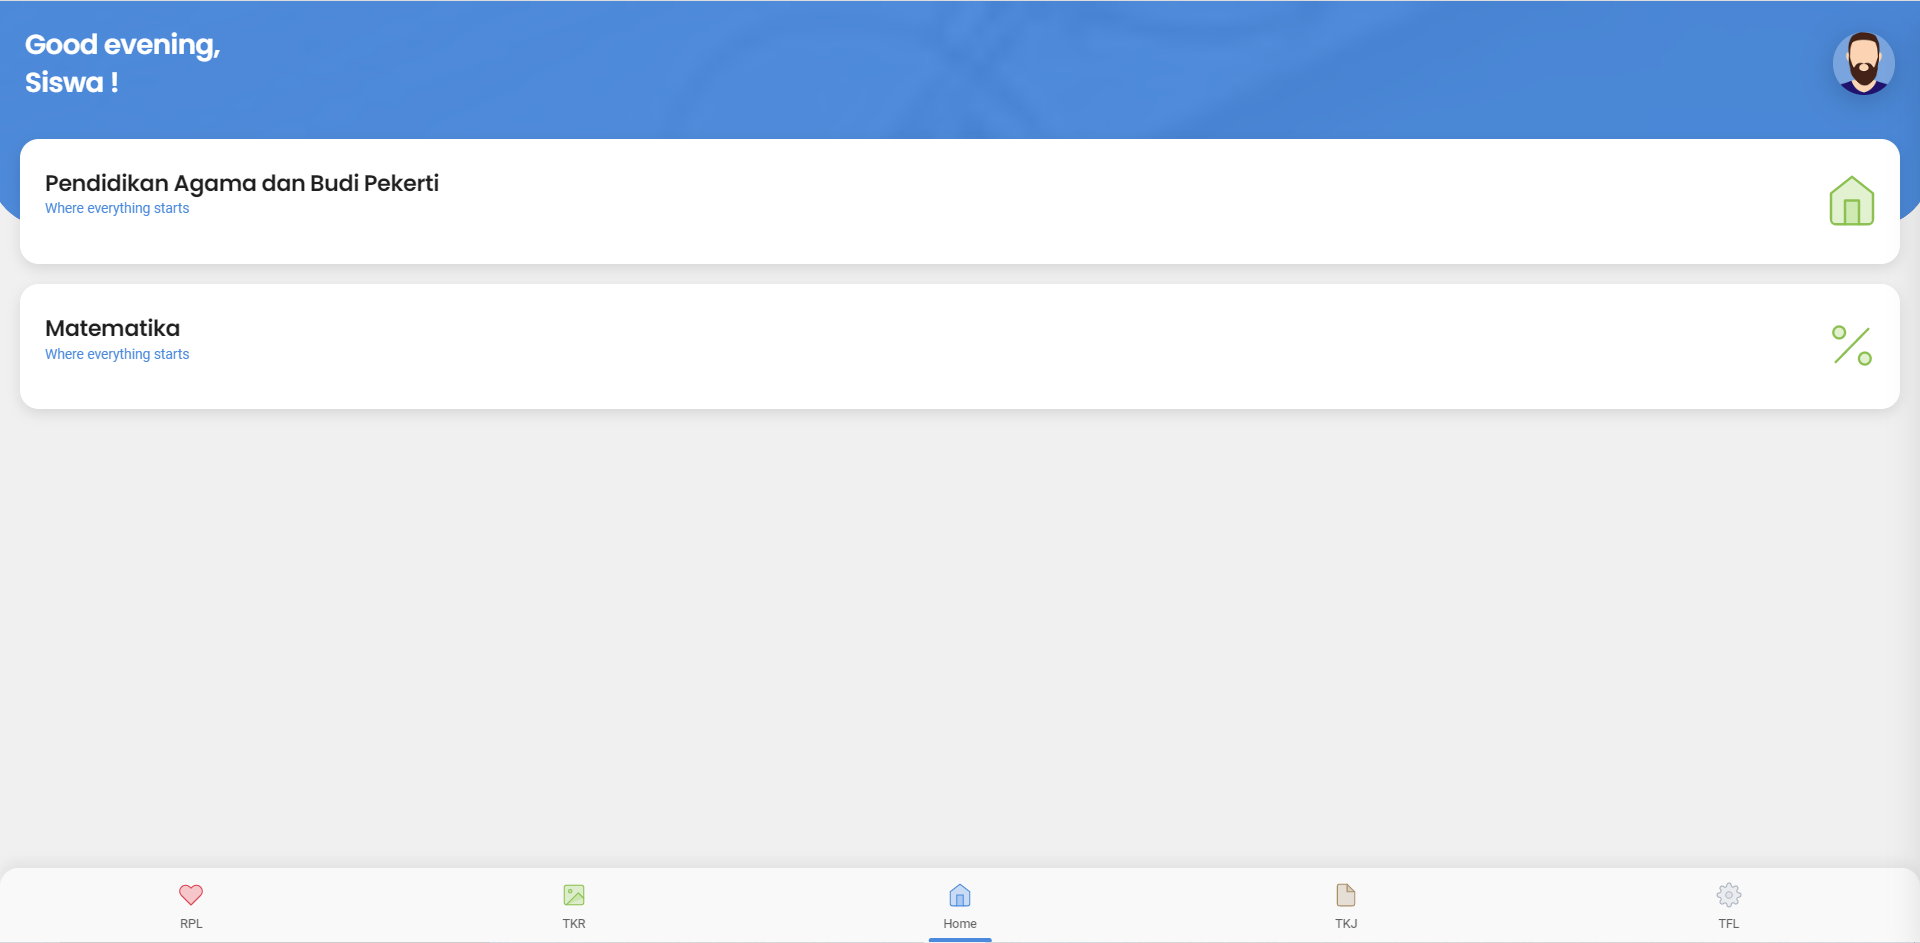 Good evening,
Siswa !
Pendidikan Agama dan Budi Pekerti
Where everything starts
Matematika
Where everything starts
RPL
TKR
Home
TKJ
TFL